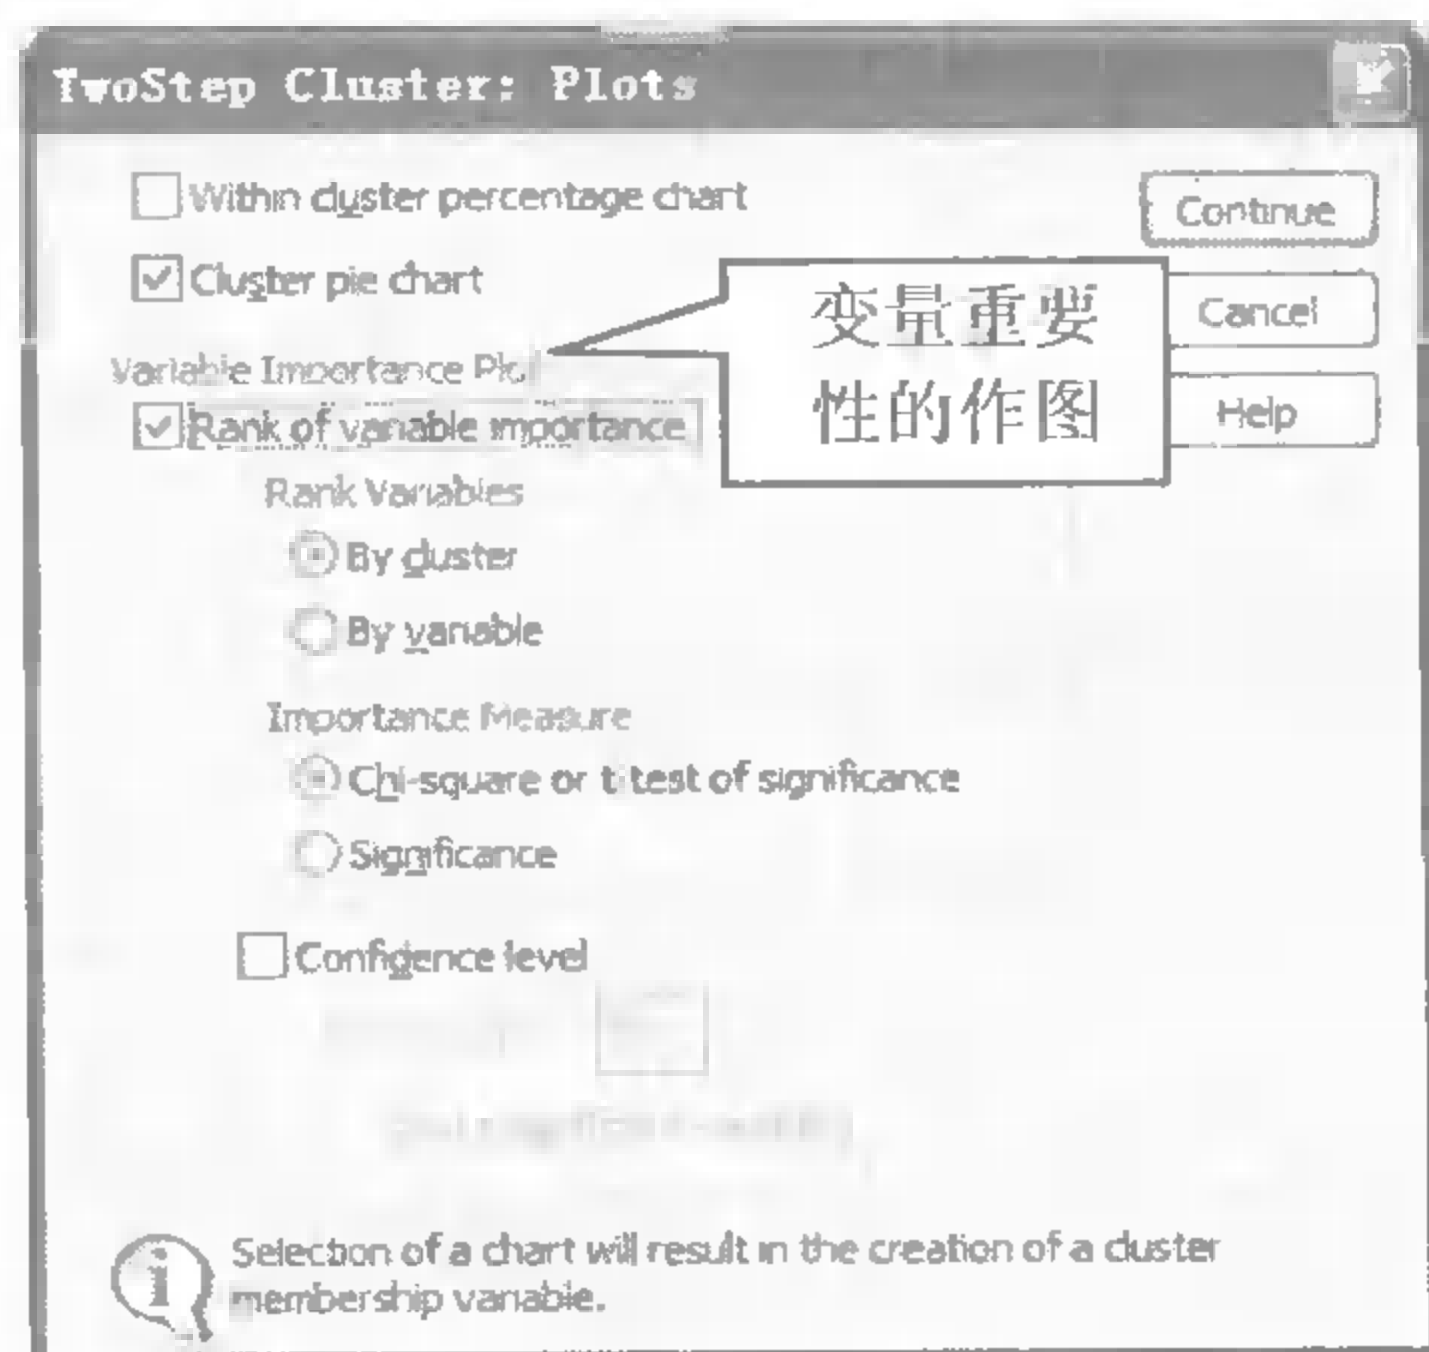 TwoStep Cluster: Plots
Within cluster percentage chart
Continue
Cluster pie chart
变量重要
性的作图
Cancel
Variable Importance Plot
Rank of variable importance
Help
Rank Variables
By cluster
By variable
Importance Measure
Chi-square or t-test of significance
Significance
Confidence level
Selection of a chart will result in the creation of a cluster
membership variable.